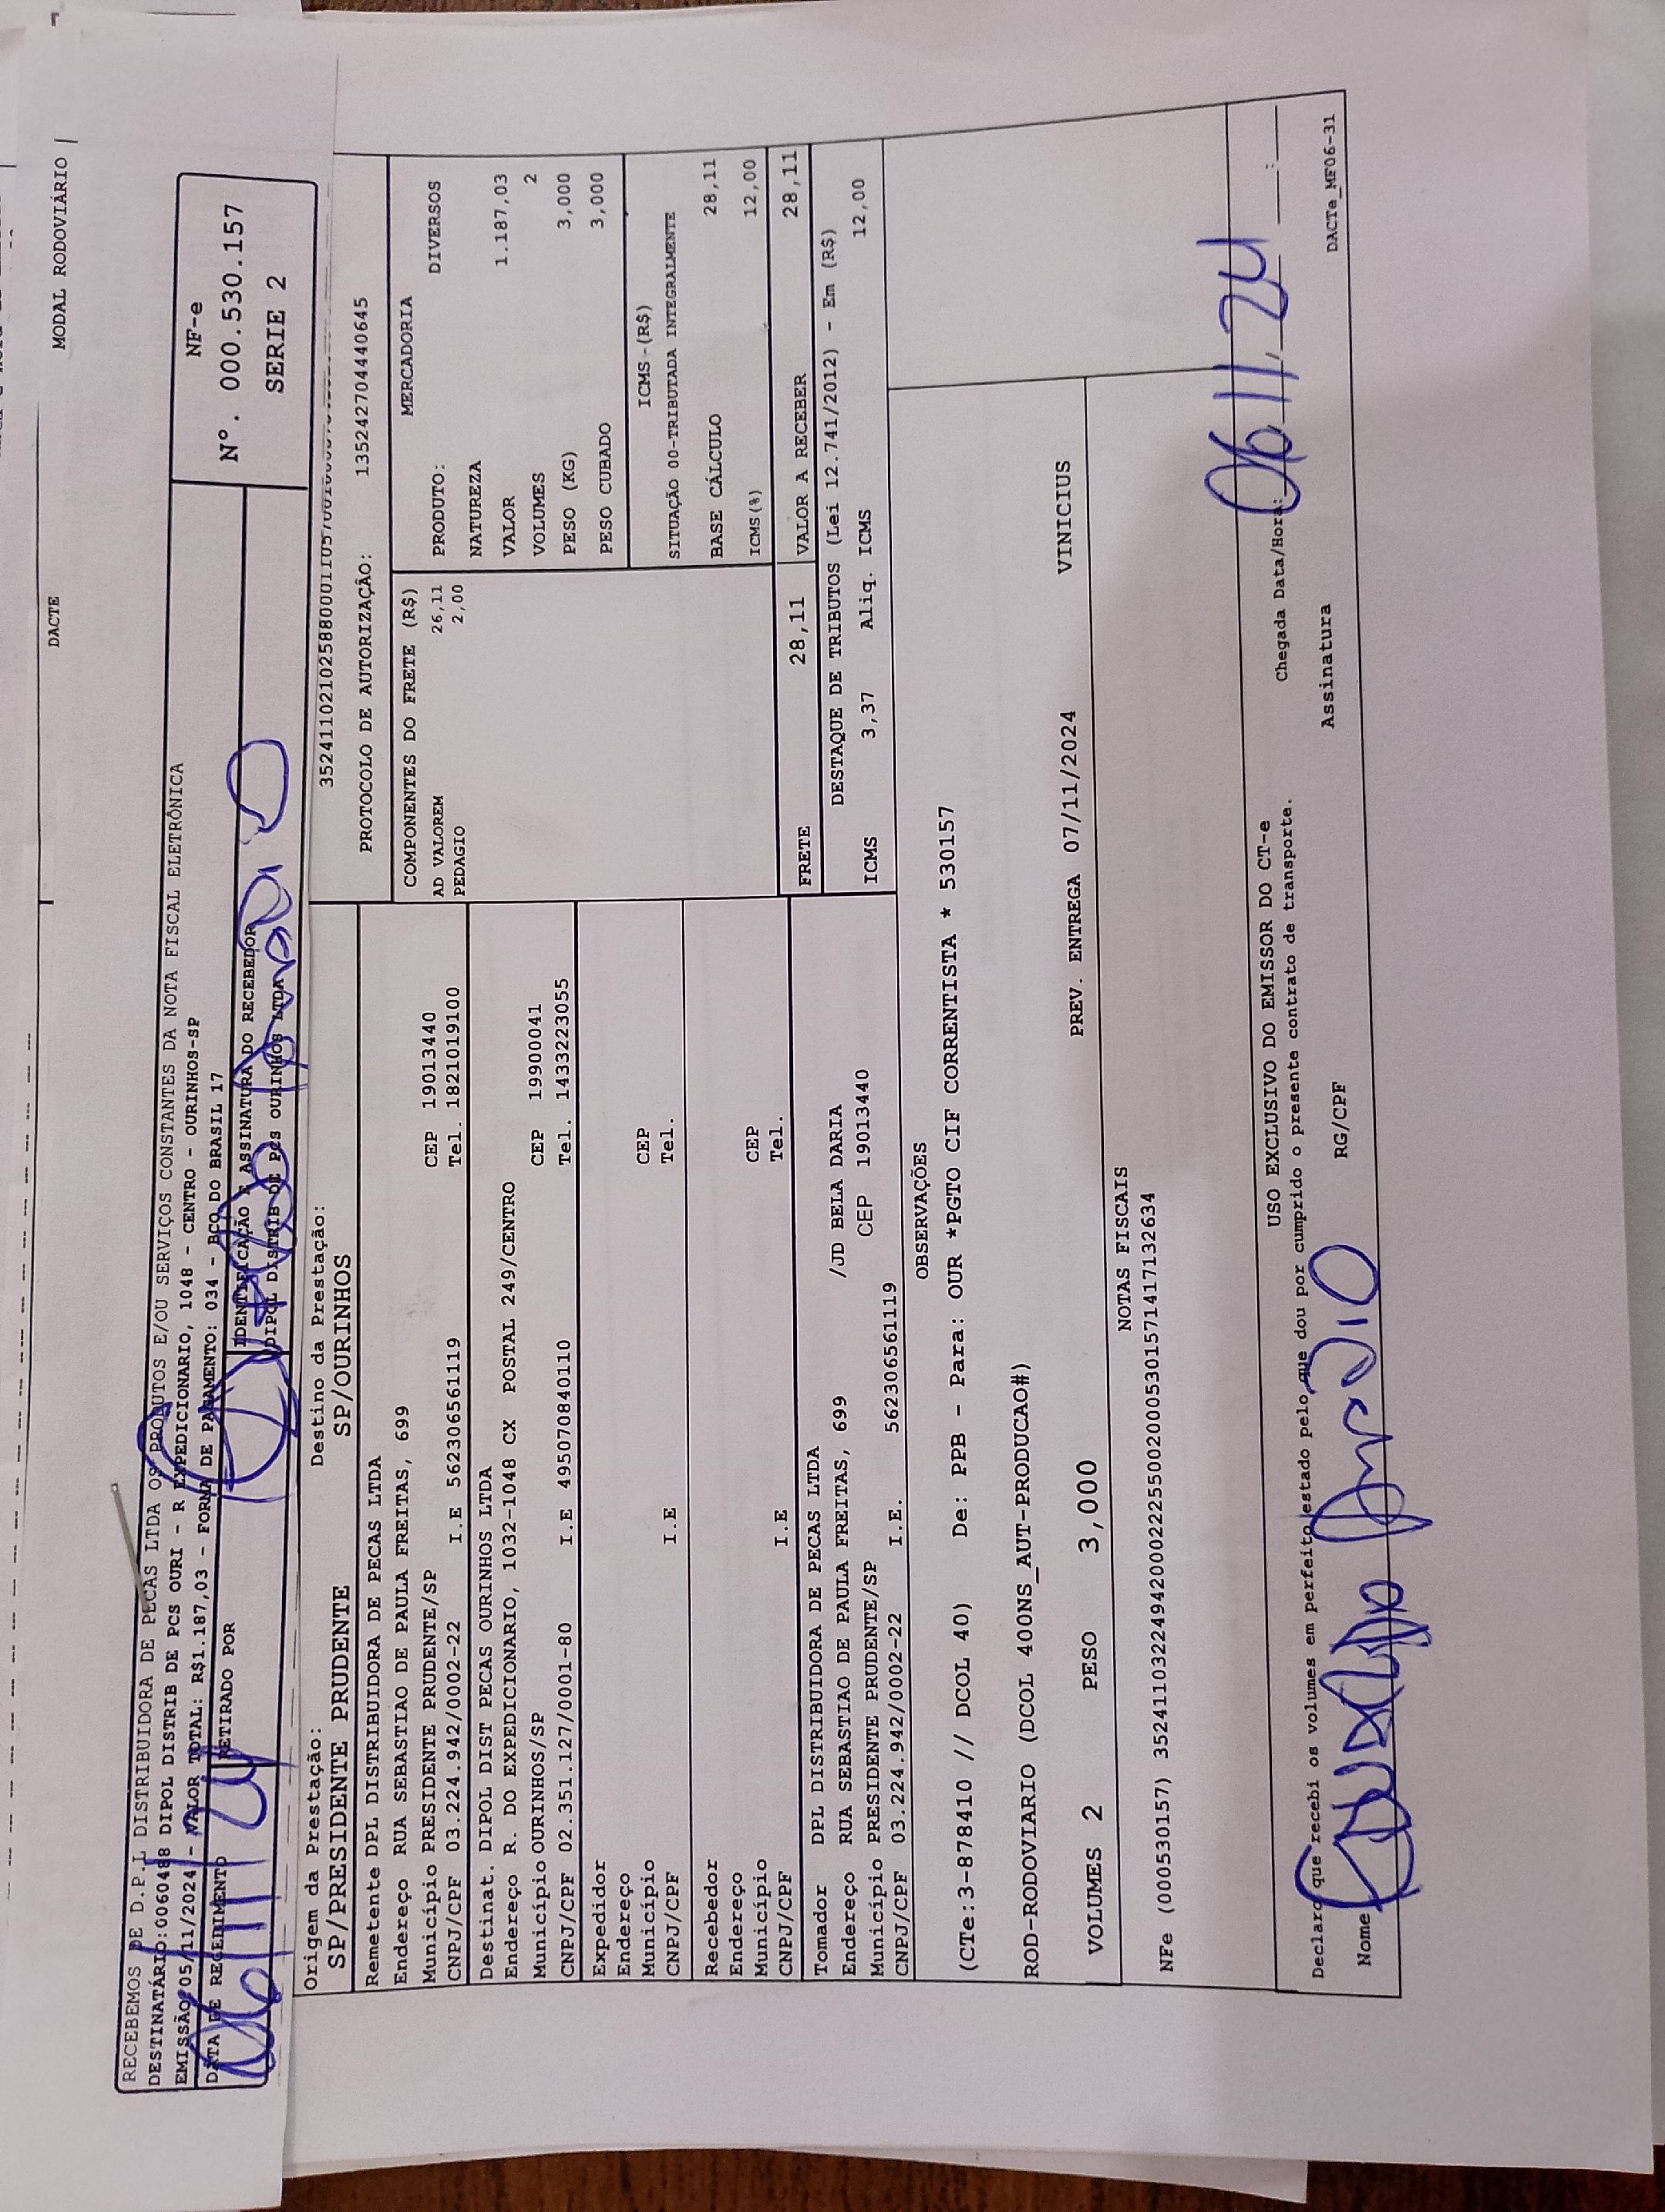 DACTE
MODAL RODOVIÁRIO
RECEBEMOS DE D.P.L DISTRIBUIDORA DE PECAS LTDA OS PRODUTOS E/OU SERVIÇOS CONSTANTES DA NOTA FISCAL ELETRÔNICA
DESTINATÁRIO:0060488 DIPOL DISTRIB DE PCS OURI - R EXPEDICIONARIO, 1048 - CENTRO - OURINHOS-SP
EMISSÃO:05/11/2024 - VALOR TOTAL: R$1.187,03 - FORMA DE PAGAMENTO: 034 - BCO DO BRASIL 17
DATA DE RECEBIMENTO
RETIRADO POR
IDENTIFICAÇÃO E ASSINATURA DO RECEBEDOR
DIPOL DISTRIB DE PCS OURINHOS LTDA
06/11/24
NF-e
Nº. 000.530.157
SERIE 2
Origem da Prestação:
SP/PRESIDENTE PRUDENTE
Destino da Prestação:
SP/OURINHOS
PROTOCOLO DE AUTORIZAÇÃO: 135242704440645
Remetente DPL DISTRIBUIDORA DE PECAS LTDA
Endereço RUA SEBASTIAO DE PAULA FREITAS, 699
Município PRESIDENTE PRUDENTE/SP CEP 19013440
CNPJ/CPF 03.224.942/0002-22 I.E 562306561119 Tel. 1821019100
Destinat. DIPOL DIST PECAS OURINHOS LTDA
Endereço R. DO EXPEDICIONARIO, 1032-1048 CX POSTAL 249/CENTRO
Município OURINHOS/SP CEP 19900041
CNPJ/CPF 02.351.127/0001-80 I.E 495070840110 Tel. 1433223055
Expedidor
Endereço
Município CEP
CNPJ/CPF I.E Tel.
Recebedor
Endereço
Município CEP
CNPJ/CPF I.E Tel.
Tomador DPL DISTRIBUIDORA DE PECAS LTDA
Endereço RUA SEBASTIAO DE PAULA FREITAS, 699 /JD BELA DARIA
Município PRESIDENTE PRUDENTE/SP CEP 19013440
CNPJ/CPF 03.224.942/0002-22 I.E. 562306561119
COMPONENTES DO FRETE (R$)
AD VALOREM 26,11
PEDAGIO 2,00
MERCADORIA
PRODUTO: DIVERSOS
NATUREZA
VALOR 1.187,03
VOLUMES 2
PESO (KG) 3,000
PESO CUBADO 3,000
ICMS-(R$)
SITUAÇÃO 00-TRIBUTADA INTEGRALMENTE
BASE CÁLCULO 28,11
ICMS(%) 12,00
FRETE 28,11
VALOR A RECEBER 28,11
DESTAQUE DE TRIBUTOS (Lei 12.741/2012) - Em (R$)
ICMS 3,37 Aliq. ICMS 12,00
OBSERVAÇÕES
(CTe:3-878410 // DCOL 40) De: PPB - Para: OUR *PGTO CIF CORRENTISTA * 530157
ROD-RODOVIARIO (DCOL 400NS_AUT-PRODUCAO#)
VOLUMES 2 PESO 3,000 PREV. ENTREGA 07/11/2024 VINICIUS
NOTAS FISCAIS
NFe (000530157) 35241103224942000222550020005301571417132634
USO EXCLUSIVO DO EMISSOR DO CT-e
Declaro que recebi os volumes em perfeito estado pelo que dou por cumprido o presente contrato de transporte.
Chegada Data/Hora: 06/11/24
Nome
RG/CPF
Assinatura
DACTe_MF06-31